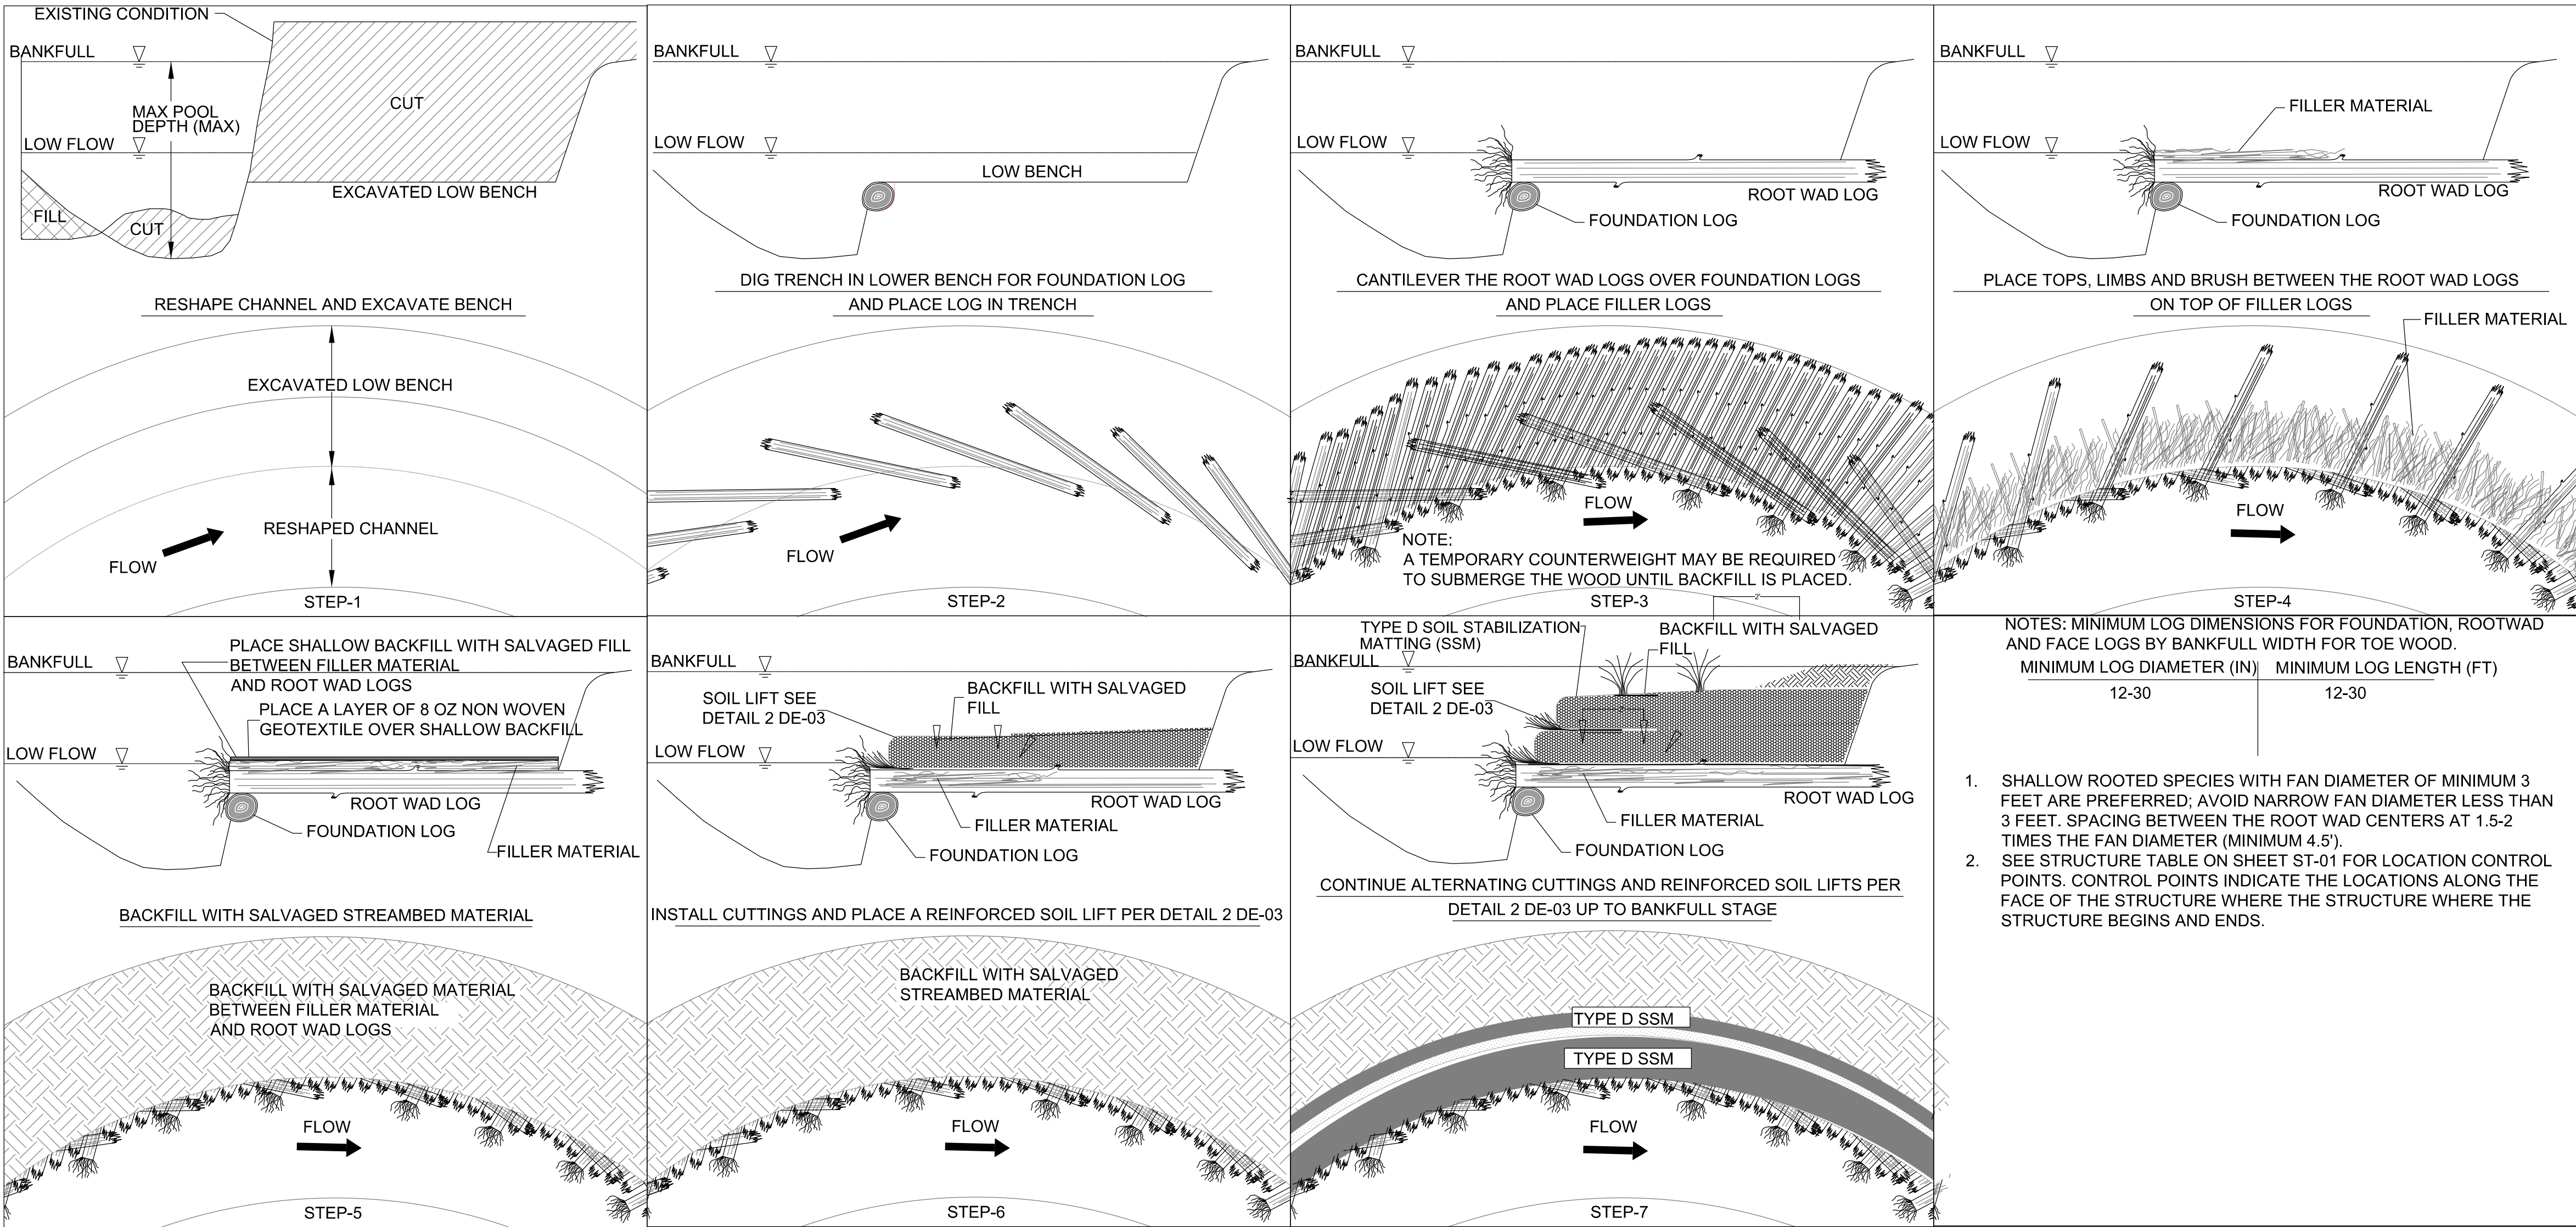 EXISTING CONDITION
BANKFULL
CUT
MAX POOL
DEPTH (MAX)
LOW FLOW
EXCAVATED LOW BENCH
FILL
CUT
RESHAPE CHANNEL AND EXCAVATE BENCH
EXCAVATED LOW BENCH
RESHAPED CHANNEL
FLOW
STEP-1
BANKFULL
LOW FLOW
LOW BENCH
DIG TRENCH IN LOWER BENCH FOR FOUNDATION LOG
AND PLACE LOG IN TRENCH
FLOW
STEP-2
BANKFULL
LOW FLOW
ROOT WAD LOG
FOUNDATION LOG
CANTILEVER THE ROOT WAD LOGS OVER FOUNDATION LOGS
AND PLACE FILLER LOGS
FLOW
NOTE:
A TEMPORARY COUNTERWEIGHT MAY BE REQUIRED
TO SUBMERGE THE WOOD UNTIL BACKFILL IS PLACED.
STEP-3
BANKFULL
FILLER MATERIAL
LOW FLOW
ROOT WAD LOG
FOUNDATION LOG
PLACE TOPS, LIMBS AND BRUSH BETWEEN THE ROOT WAD LOGS
ON TOP OF FILLER LOGS
FILLER MATERIAL
FLOW
STEP-4
PLACE SHALLOW BACKFILL WITH SALVAGED FILL
BETWEEN FILLER MATERIAL
AND ROOT WAD LOGS
BANKFULL
PLACE A LAYER OF 8 OZ NON WOVEN
GEOTEXTILE OVER SHALLOW BACKFILL
LOW FLOW
ROOT WAD LOG
FOUNDATION LOG
FILLER MATERIAL
BACKFILL WITH SALVAGED STREAMBED MATERIAL
BACKFILL WITH SALVAGED MATERIAL
BETWEEN FILLER MATERIAL
AND ROOT WAD LOGS
FLOW
STEP-5
BANKFULL
SOIL LIFT SEE
DETAIL 2 DE-03
BACKFILL WITH SALVAGED
FILL
LOW FLOW
ROOT WAD LOG
FILLER MATERIAL
FOUNDATION LOG
INSTALL CUTTINGS AND PLACE A REINFORCED SOIL LIFT PER DETAIL 2 DE-03
BACKFILL WITH SALVAGED
STREAMBED MATERIAL
FLOW
STEP-6
2'
TYPE D SOIL STABILIZATION
MATTING (SSM)
BACKFILL WITH SALVAGED
FILL
BANKFULL
SOIL LIFT SEE
DETAIL 2 DE-03
LOW FLOW
ROOT WAD LOG
FILLER MATERIAL
FOUNDATION LOG
CONTINUE ALTERNATING CUTTINGS AND REINFORCED SOIL LIFTS PER
DETAIL 2 DE-03 UP TO BANKFULL STAGE
TYPE D SSM
TYPE D SSM
FLOW
STEP-7
NOTES: MINIMUM LOG DIMENSIONS FOR FOUNDATION, ROOTWAD
AND FACE LOGS BY BANKFULL WIDTH FOR TOE WOOD.
MINIMUM LOG DIAMETER (IN) MINIMUM LOG LENGTH (FT)
12-30 12-30
1. SHALLOW ROOTED SPECIES WITH FAN DIAMETER OF MINIMUM 3
FEET ARE PREFERRED; AVOID NARROW FAN DIAMETER LESS THAN
3 FEET. SPACING BETWEEN THE ROOT WAD CENTERS AT 1.5-2
TIMES THE FAN DIAMETER (MINIMUM 4.5').
2. SEE STRUCTURE TABLE ON SHEET ST-01 FOR LOCATION CONTROL
POINTS. CONTROL POINTS INDICATE THE LOCATIONS ALONG THE
FACE OF THE STRUCTURE WHERE THE STRUCTURE WHERE THE
STRUCTURE BEGINS AND ENDS.